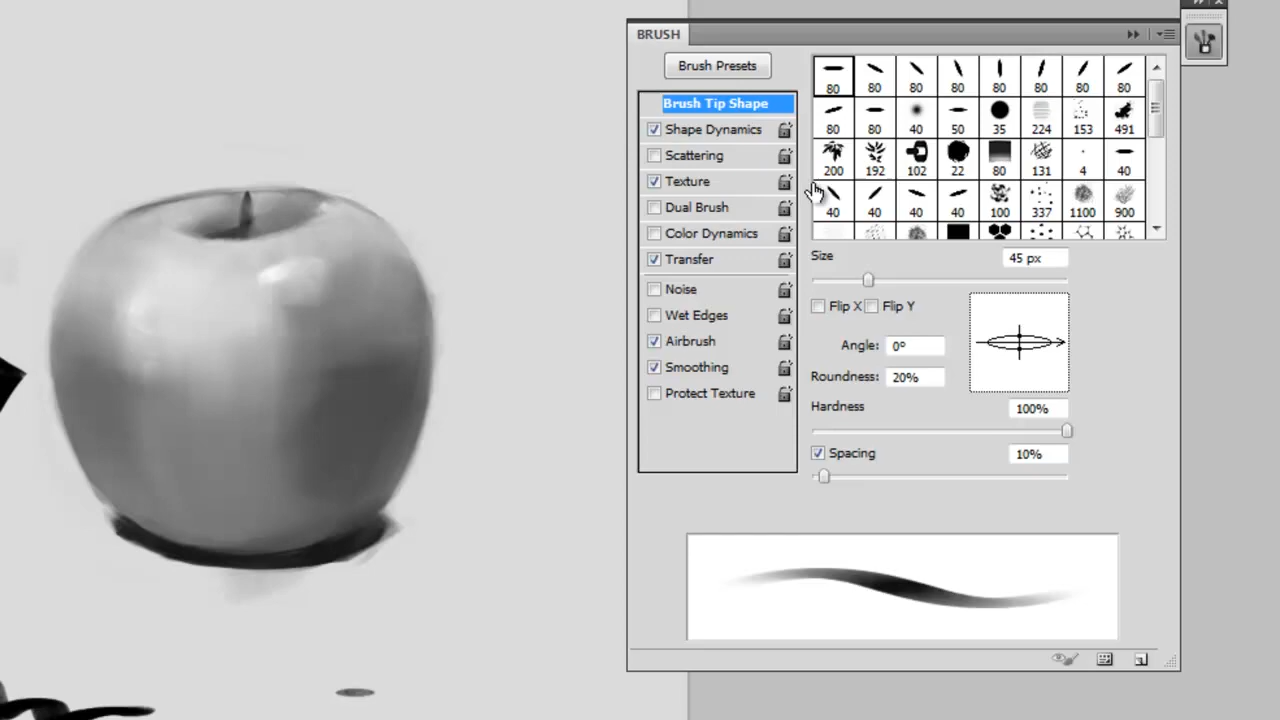 BRUSH
Brush Presets
Brush Tip Shape
Shape Dynamics
Scattering
Texture
Dual Brush
Color Dynamics
Transfer
Noise
Wet Edges
Airbrush
Smoothing
Protect Texture
80 80 80 80 80 80 80 80
80 80 40 50 35 224 153 491
200 192 102 22 80 131 4 40
40 40 40 40 100 337 1100 900
Size 45 px
Flip X Flip Y
Angle: 0º
Roundness: 20%
Hardness 100%
Spacing 10%